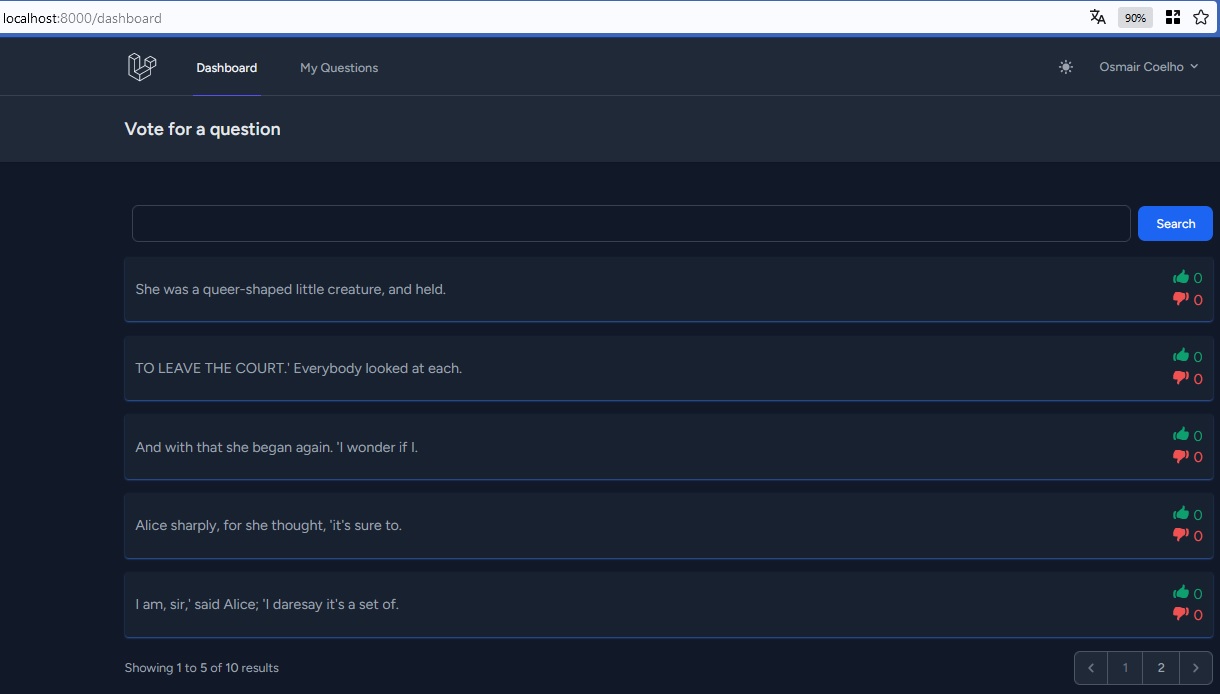 localhost:8000/dashboard 90%
Dashboard My Questions Osmair Coelho
Vote for a question
Search
She was a queer-shaped little creature, and held. 0
0
TO LEAVE THE COURT.' Everybody looked at each. 0
0
And with that she began again. 'I wonder if I. 0
0
Alice sharply, for she thought, 'it's sure to. 0
0
I am, sir,' said Alice; 'I daresay it's a set of. 0
0
Showing 1 to 5 of 10 results 1 2